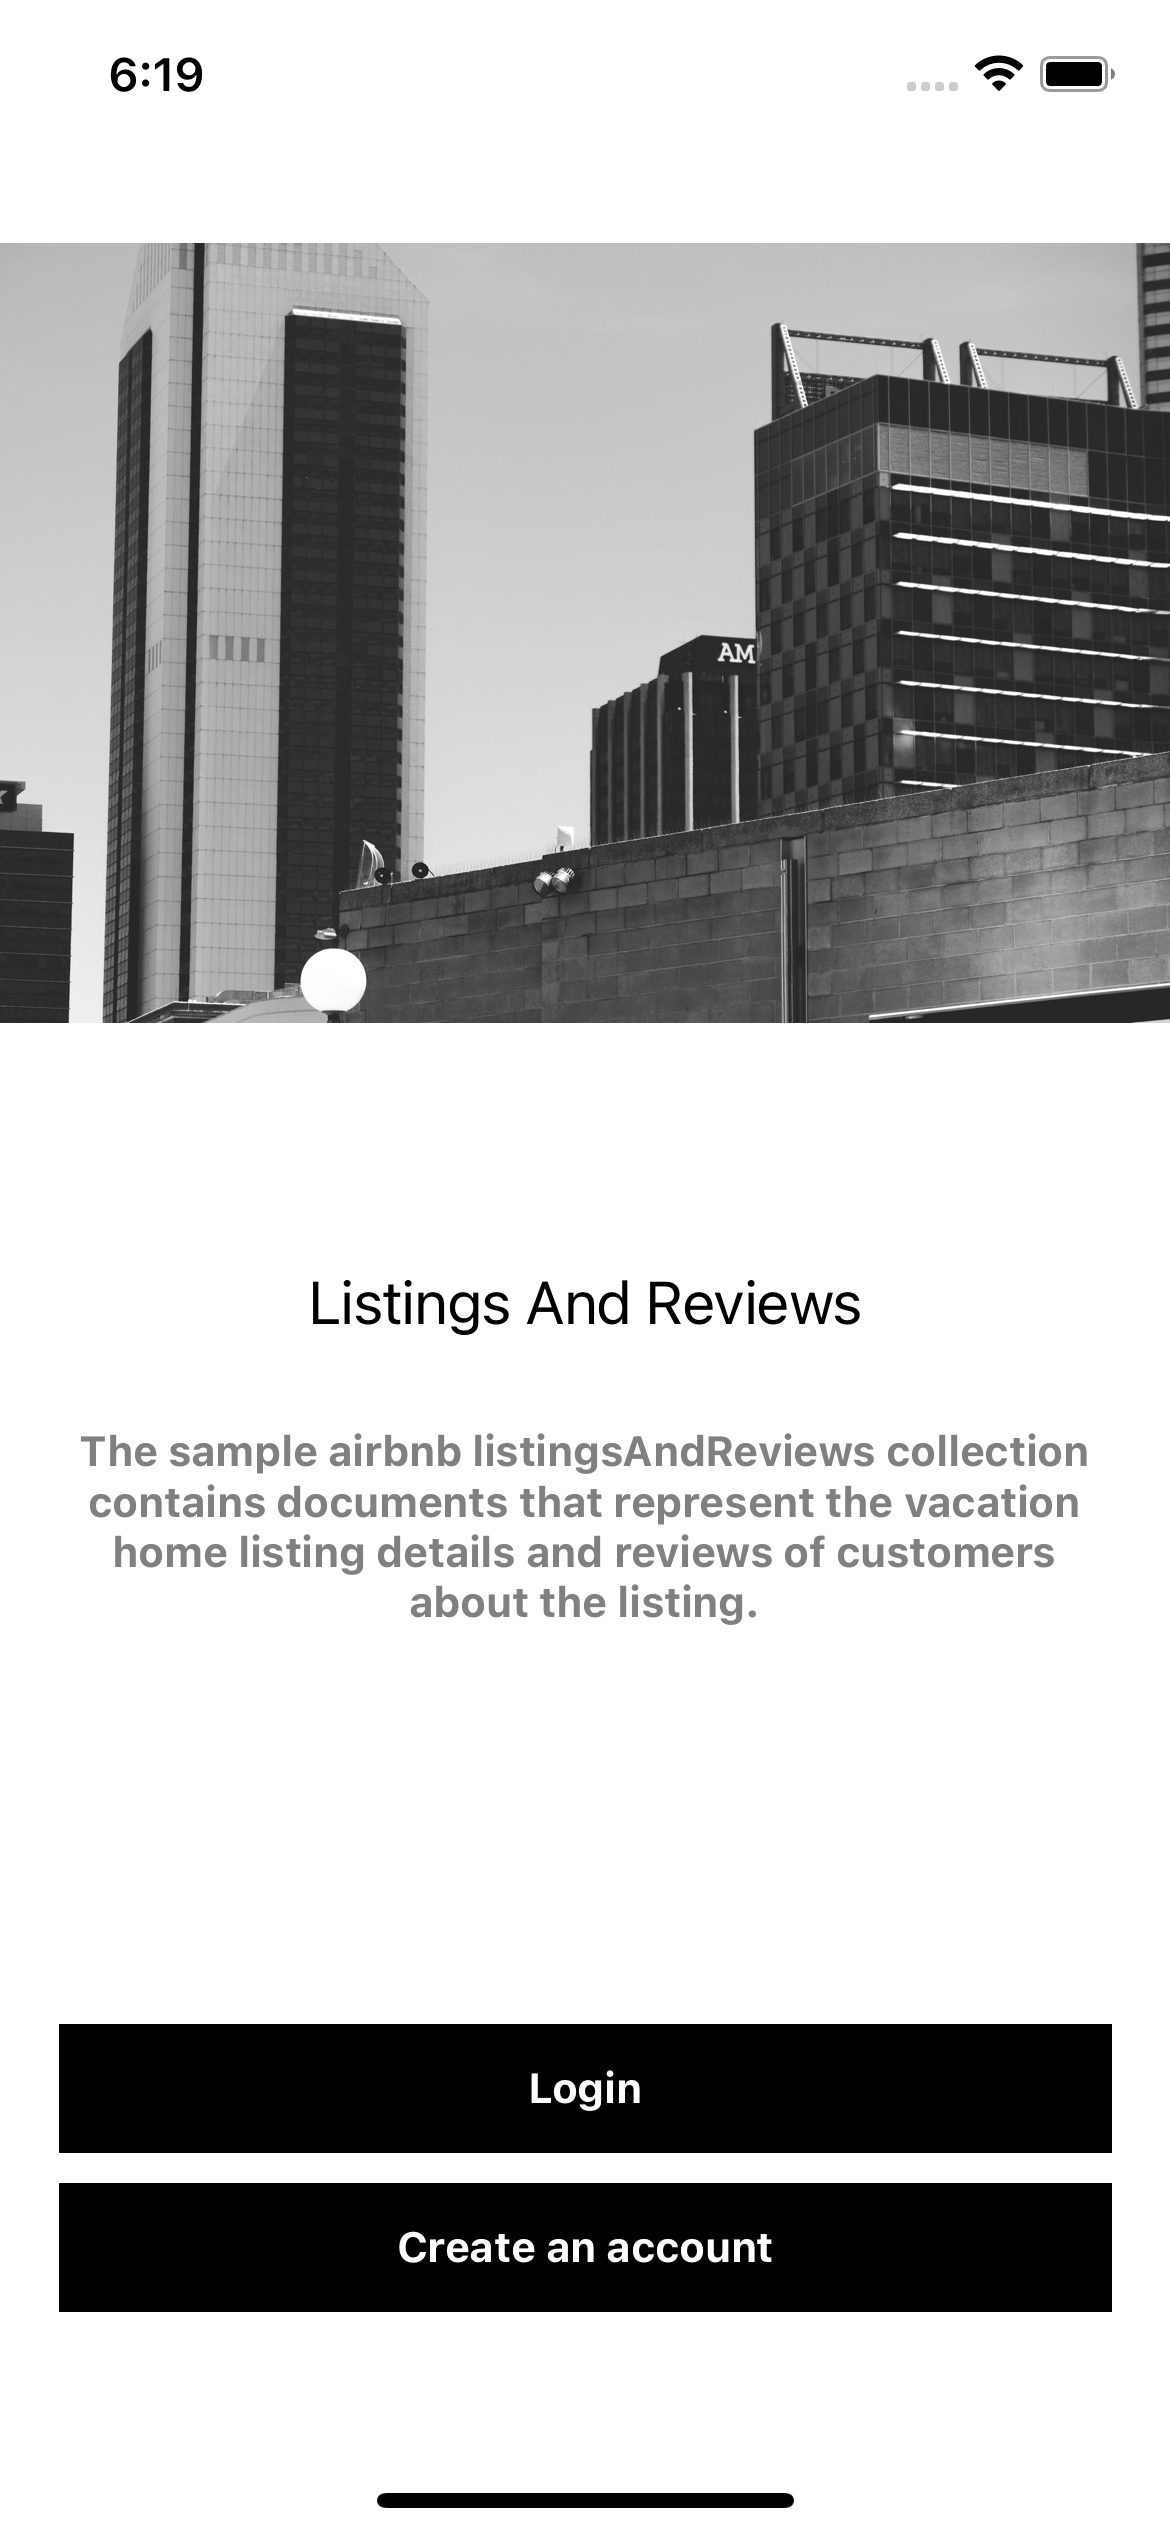 6:19
AM
Listings And Reviews
The sample airbnb listingsAndReviews collection
contains documents that represent the vacation
home listing details and reviews of customers
about the listing.
Login
Create an account